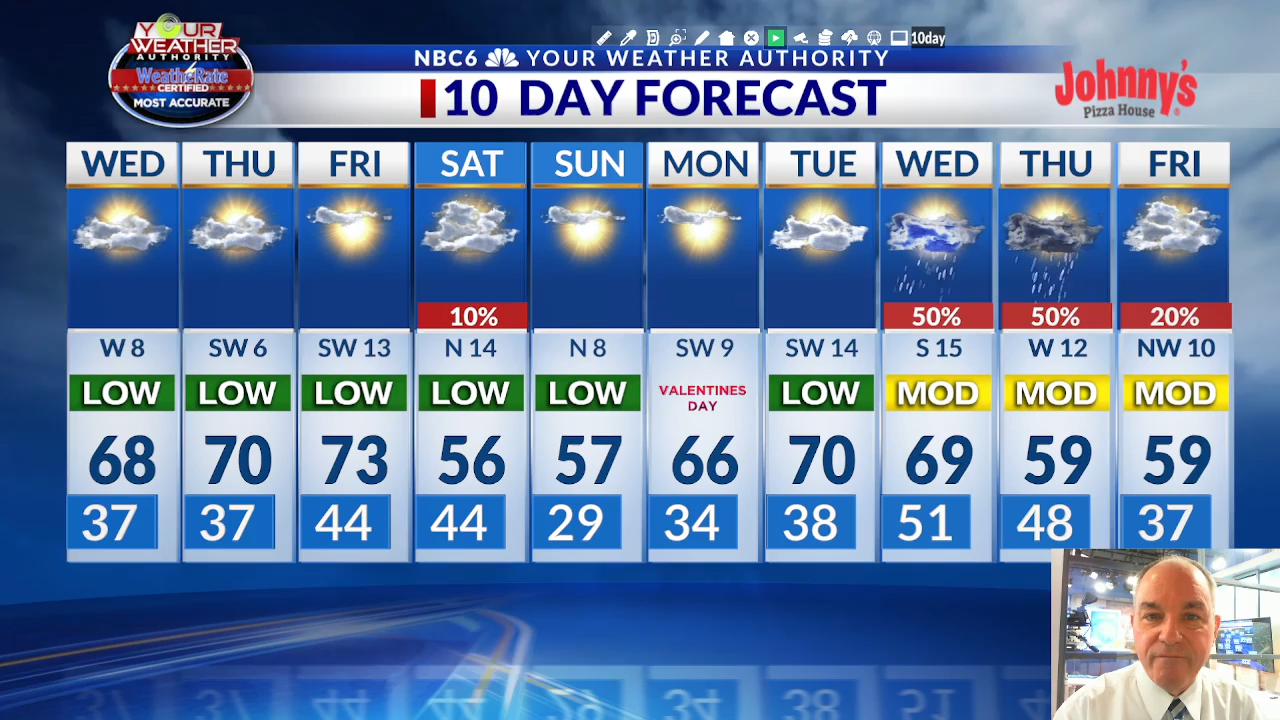 YOUR
WEATHER
AUTHORITY
WeatheRate
CERTIFIED
MOST ACCURATE
10day
NBC6 YOUR WEATHER AUTHORITY
10 DAY FORECAST
Johnny's
Pizza House
WED THU FRI SAT SUN MON TUE WED THU FRI
10% 50% 50% 20%
W 8 SW 6 SW 13 N 14 N 8 SW 9 SW 14 S 15 W 12 NW 10
LOW LOW LOW LOW LOW VALENTINES LOW MOD MOD MOD
DAY
68 70 73 56 57 66 70 69 59 59
37 37 44 44 29 34 38 51 48 37